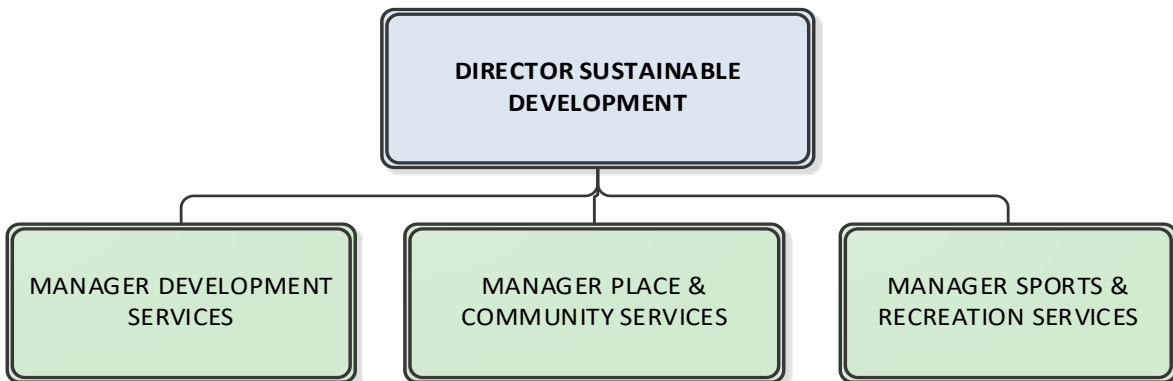 DIRECTOR SUSTAINABLE
DEVELOPMENT
MANAGER DEVELOPMENT
SERVICES
MANAGER PLACE &
COMMUNITY SERVICES
MANAGER SPORTS &
RECREATION SERVICES